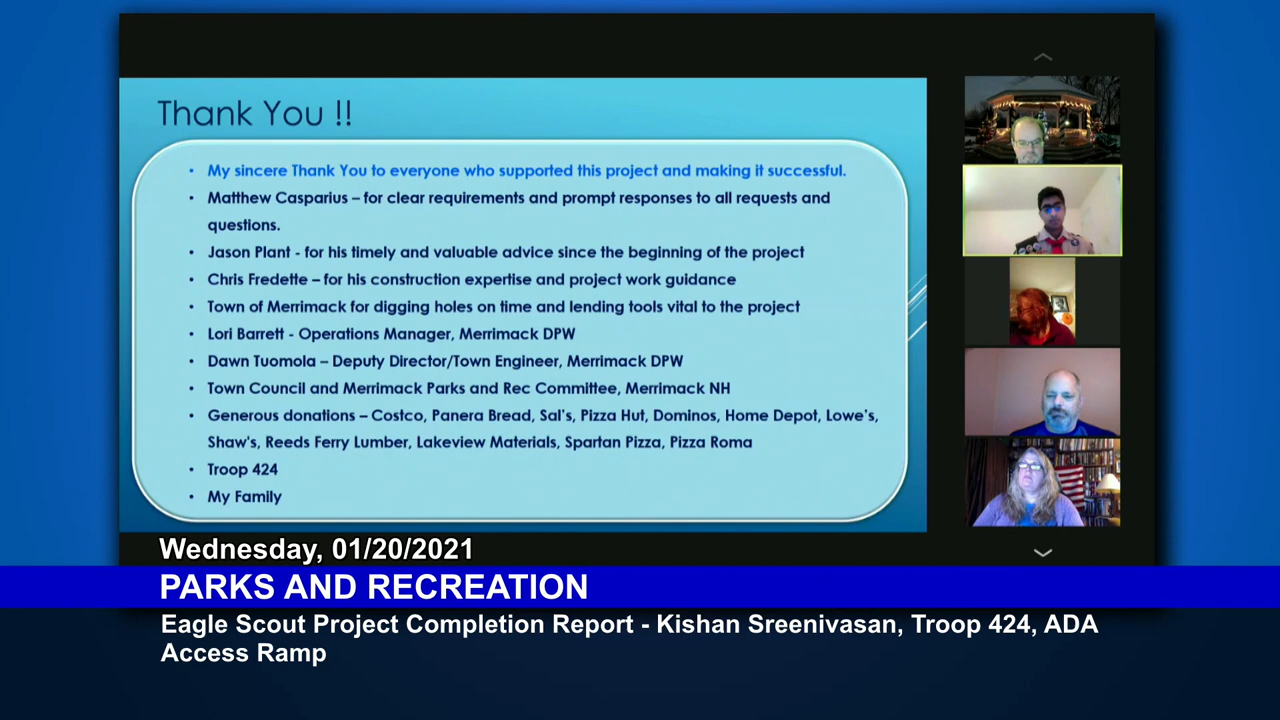 Thank You !!
• My sincere Thank You to everyone who supported this project and making it successful.
• Matthew Casparius – for clear requirements and prompt responses to all requests and
questions.
• Jason Plant - for his timely and valuable advice since the beginning of the project
• Chris Fredette – for his construction expertise and project work guidance
• Town of Merrimack for digging holes on time and lending tools vital to the project
• Lori Barrett - Operations Manager, Merrimack DPW
• Dawn Tuomola – Deputy Director/Town Engineer, Merrimack DPW
• Town Council and Merrimack Parks and Rec Committee, Merrimack NH
• Generous donations – Costco, Panera Bread, Sal's, Pizza Hut, Dominos, Home Depot, Lowe's,
Shaw's, Reeds Ferry Lumber, Lakeview Materials, Spartan Pizza, Pizza Roma
• Troop 424
• My Family
Wednesday, 01/20/2021
PARKS AND RECREATION
Eagle Scout Project Completion Report - Kishan Sreenivasan, Troop 424, ADA
Access Ramp